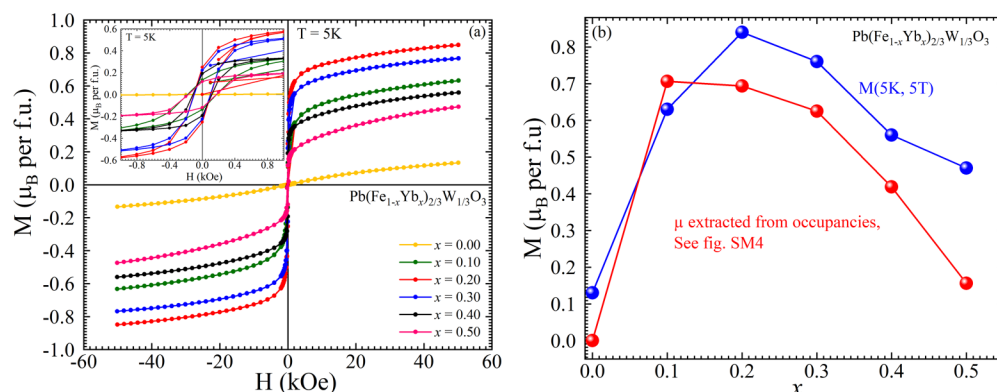 (a)
T = 5K
T = 5K
M (μB per f.u.)
H (kOe)
0.6
0.4
0.2
0.0
-0.2
-0.4
-0.6
-0.8 -0.4 0.0 0.4 0.8
M (μB per f.u.)
1.0
0.8
0.6
0.4
0.2
0.0
-0.2
-0.4
-0.6
-0.8
-1.0
Pb(Fe1-xYbx)2/3W1/3O3
x = 0.00
x = 0.10
x = 0.20
x = 0.30
x = 0.40
x = 0.50
-60 -40 -20 0 20 40 60
H (kOe)
(b)
Pb(Fe1-xYbx)2/3W1/3O3
M(5K, 5T)
μ extracted from occupancies,
See fig. SM4
M (μB per f.u)
0.8
0.7
0.6
0.5
0.4
0.3
0.2
0.1
0.0
0.0 0.1 0.2 0.3 0.4 0.5
x